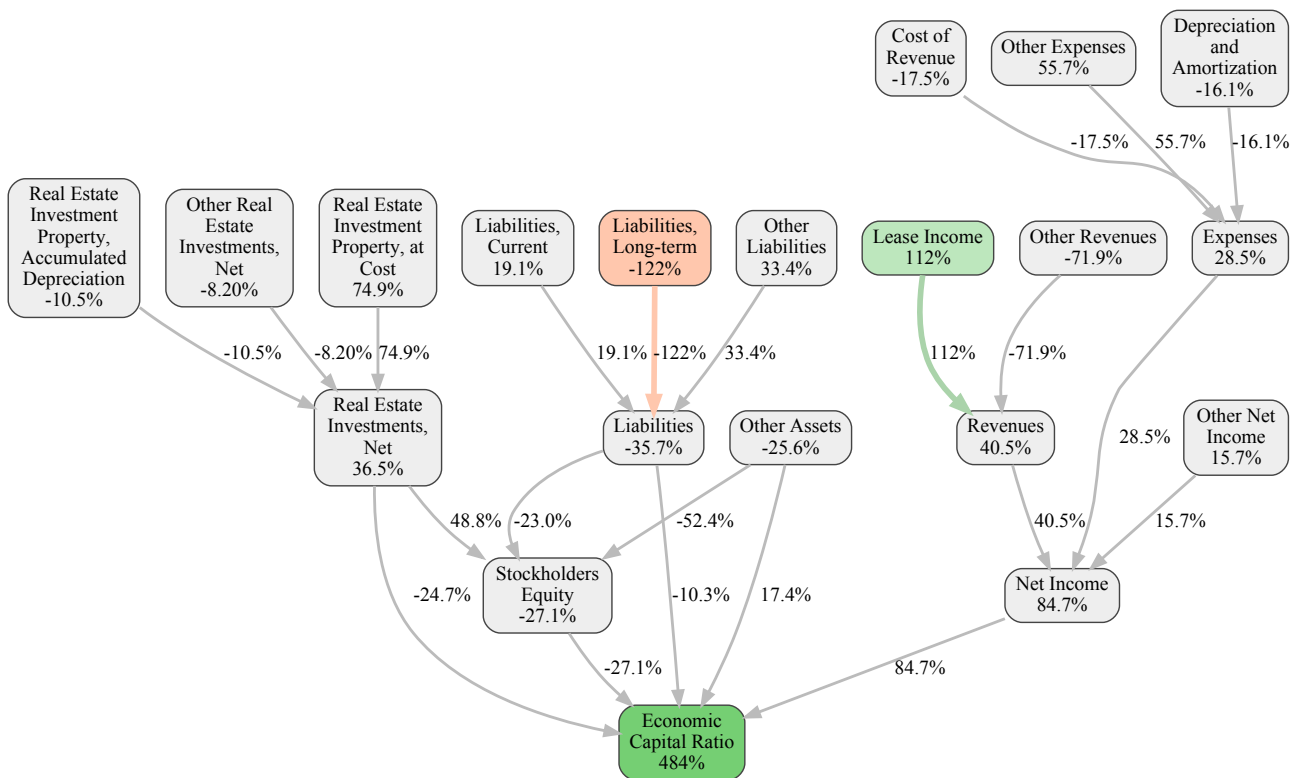 Cost of
Revenue
-17.5%
Other Expenses
55.7%
Depreciation
and
Amortization
-16.1%
-17.5%
55.7%
-16.1%
Real Estate
Investment
Property,
Accumulated
Depreciation
-10.5%
Other Real
Estate
Investments,
Net
-8.20%
Real Estate
Investment
Property, at
Cost
74.9%
Liabilities,
Current
19.1%
Liabilities,
Long-term
-122%
Other
Liabilities
33.4%
Lease Income
112%
Other Revenues
-71.9%
Expenses
28.5%
-10.5%
-8.20%
74.9%
19.1%
-122%
33.4%
112%
-71.9%
Real Estate
Investments,
Net
36.5%
Liabilities
-35.7%
Other Assets
-25.6%
Revenues
40.5%
28.5%
Other Net
Income
15.7%
48.8%
-23.0%
-52.4%
40.5%
15.7%
-24.7%
Stockholders
Equity
-27.1%
-10.3%
17.4%
Net Income
84.7%
-27.1%
84.7%
Economic
Capital Ratio
484%